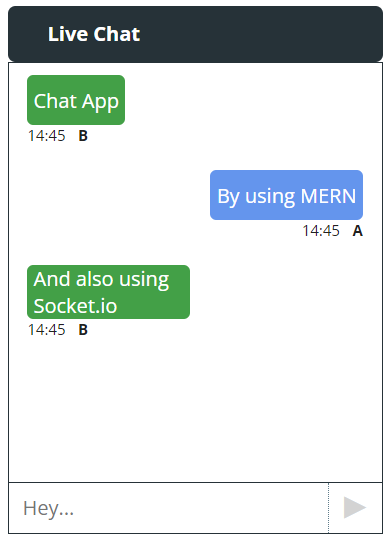 Live Chat
Chat App
14:45 B
By using MERN
14:45 A
And also using
Socket.io
14:45 B
Hey...